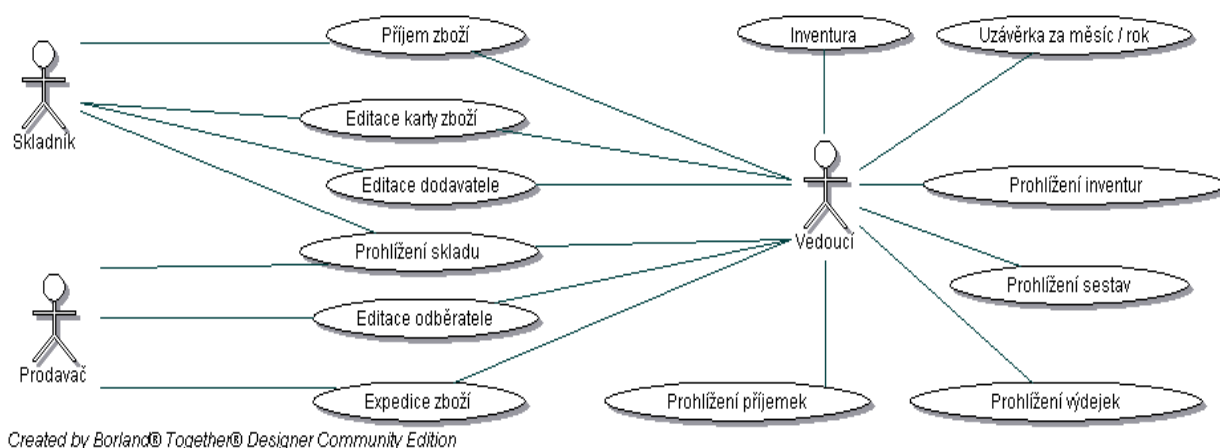 Příjem zboží
Inventura
Uzávěrka za měsíc / rok
Editace karty zboží
Skladník
Editace dodavatele
Prohlížení inventur
Prohlížení skladu
Vedoucí
Prohlížení sestav
Editace odběratele
Prodavač
Expedice zboží
Prohlížení příjemek
Prohlížení výdejek
Created by Borland® Together® Designer Community Edition